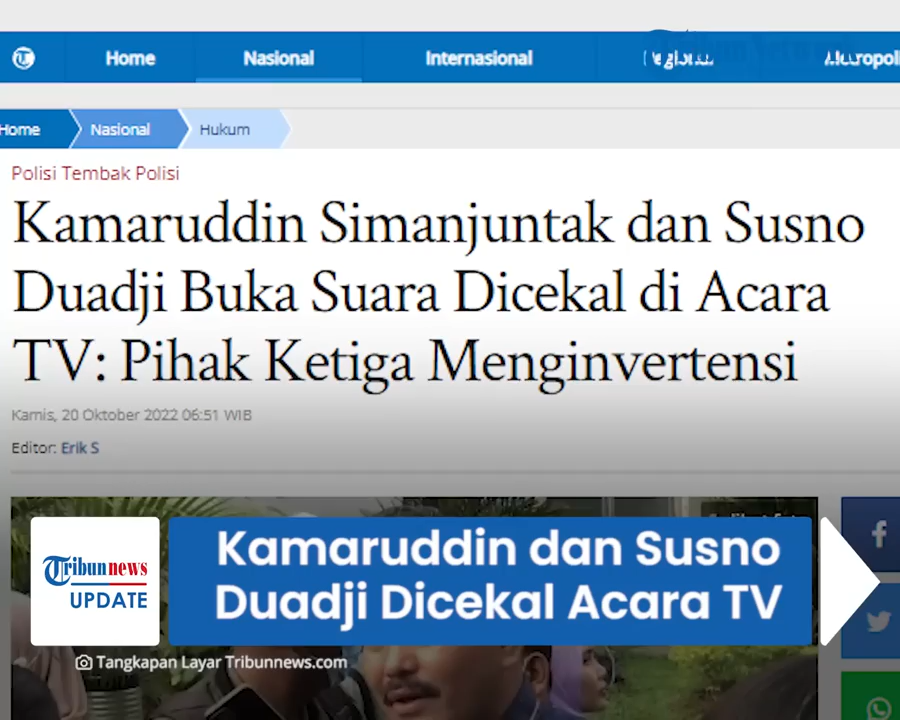 Home Nasional Internasional
Home Nasional Hukum
Polisi Tembak Polisi
Kamaruddin Simanjuntak dan Susno
Duadji Buka Suara Dicekal di Acara
TV: Pihak Ketiga Menginvertensi
Kamis, 20 Oktober 2022 06:51 WIB
Editor: Erik S
Tribunnews
UPDATE
Kamaruddin dan Susno
Duadji Dicekal Acara TV
Tangkapan Layar Tribunnews.com